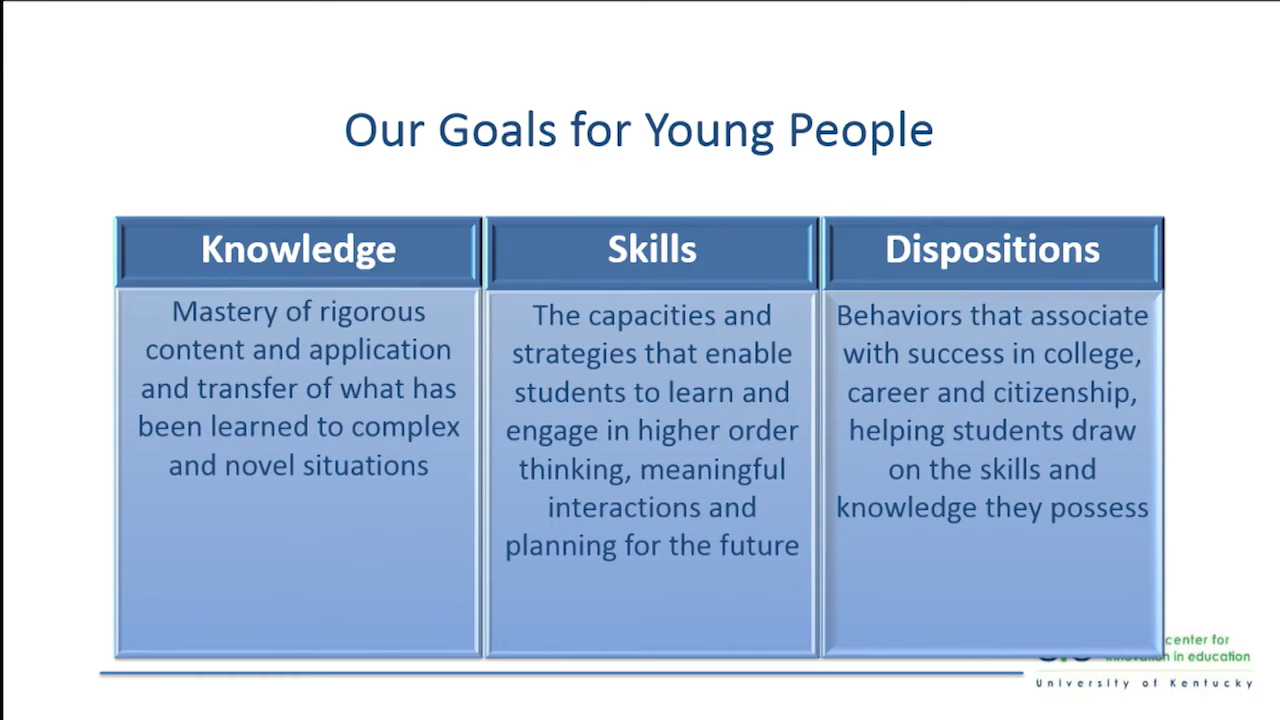 Our Goals for Young People
Knowledge
Mastery of rigorous
content and application
and transfer of what has
been learned to complex
and novel situations
Skills
The capacities and
strategies that enable
students to learn and
engage in higher order
thinking, meaningful
interactions and
planning for the future
Dispositions
Behaviors that associate
with success in college,
career and citizenship,
helping students draw
on the skills and
knowledge they possess
center for
innovation in education
University of Kentucky